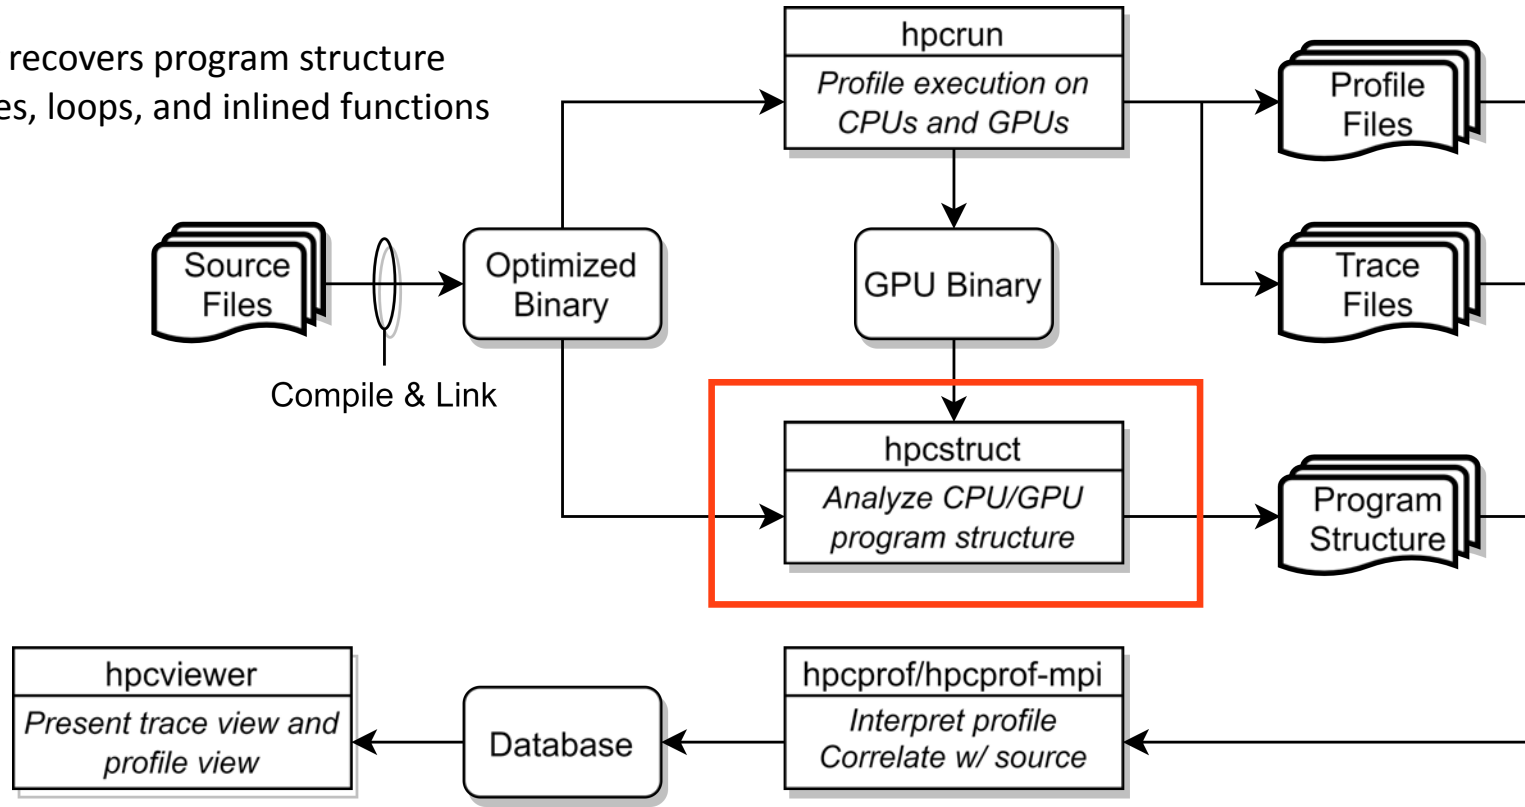 recovers program structure
es, loops, and inlined functions
hpcrun
Profile execution on
CPUs and GPUs
Profile
Files
Source
Files
Optimized
Binary
GPU Binary
Trace
Files
Compile & Link
hpcstruct
Analyze CPU/GPU
program structure
Program
Structure
hpcviewer
Present trace view and
profile view
Database
hpcprof/hpcprof-mpi
Interpret profile
Correlate w/ source